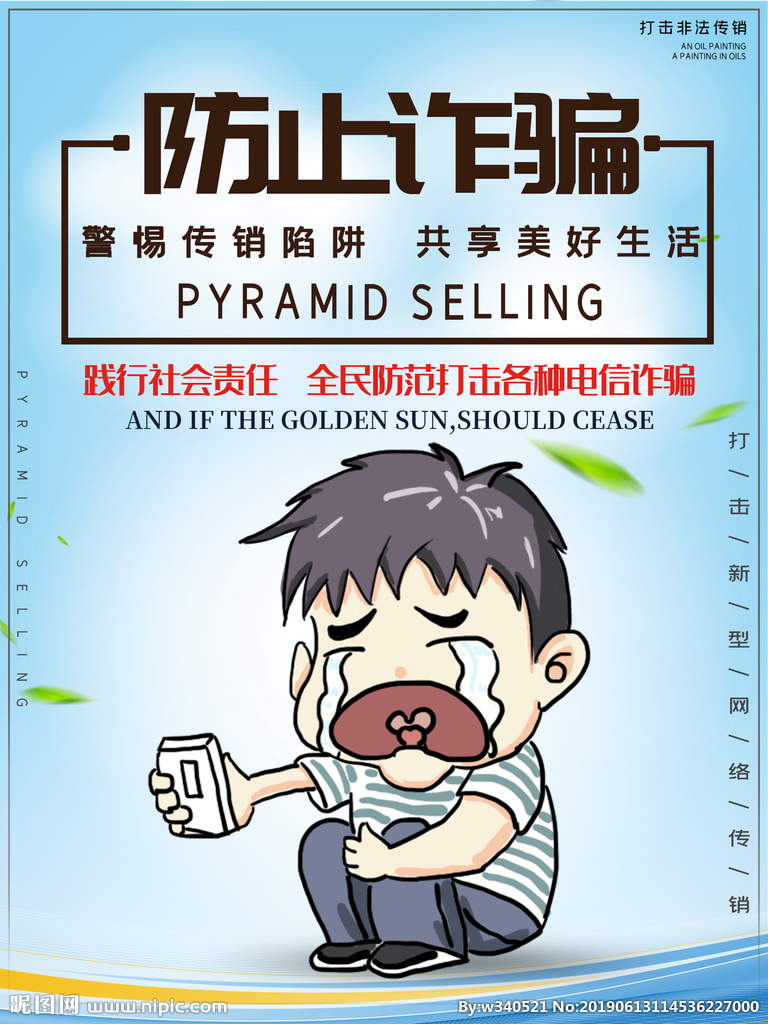 打击非法传销
AN OIL PAINTING
A PAINTING IN OILS
防止诈骗
警惕传销陷阱 共享美好生活
PYRAMID SELLING
践行社会责任 全民防范打击各种电信诈骗
AND IF THE GOLDEN SUN,SHOULD CEASE
PYRAMID SELLING
打/击/新/型/网/络/传/销
昵图网 www.nipic.com
By:w340521 No:20190613114536227000